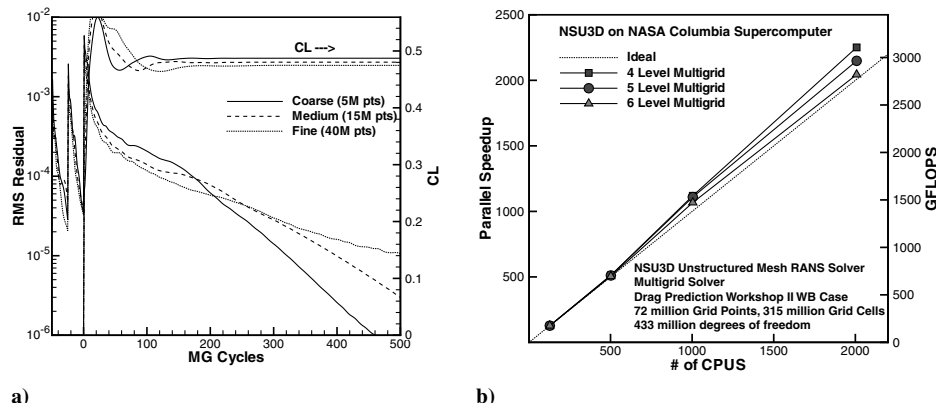 10^-2
10^-3
10^-4
10^-5
10^-6
RMS Residual
CL --->
Coarse (5M pts)
Medium (15M pts)
Fine (40M pts)
0 100 200 300 400 500
MG Cycles
0.5
0.4
0.3
0.2
0.1
0
CL
a)
NSU3D on NASA Columbia Supercomputer
Ideal
4 Level Multigrid
5 Level Multigrid
6 Level Multigrid
2500
2000
1500
1000
500
Parallel Speedup
NSU3D Unstructured Mesh RANS Solver
Multigrid Solver
Drag Prediction Workshop II WB Case
72 million Grid Points, 315 million Grid Cells
433 million degrees of freedom
500 1000 1500 2000
# of CPUS
3000
2500
2000
1500
1000
500
0
GFLOPS
b)